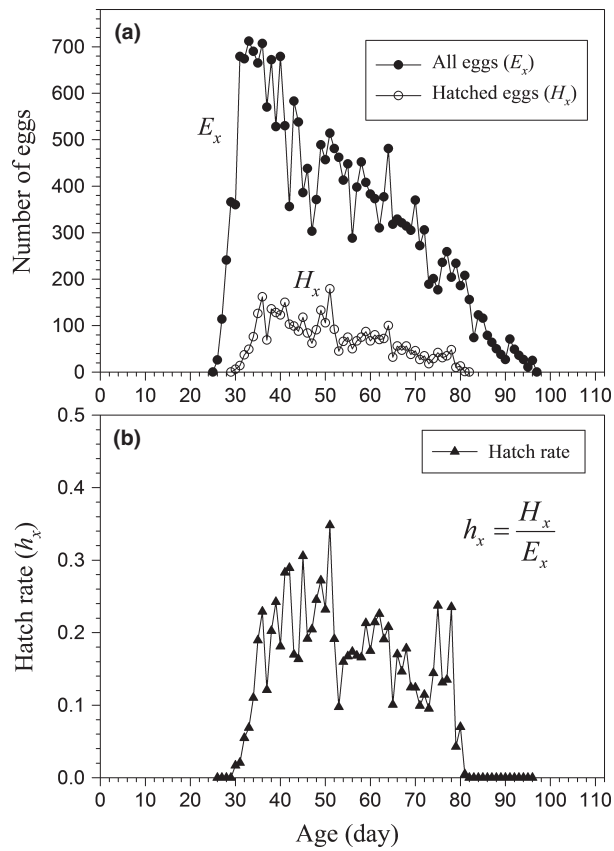 (a)
All eggs (Eₓ)
Hatched eggs (Hₓ)
Eₓ
Hₓ
Number of eggs
700
600
500
400
300
200
100
0
0 10 20 30 40 50 60 70 80 90 100 110
(b)
Hatch rate
hₓ = Hₓ / Eₓ
Hatch rate (hₓ)
0.5
0.4
0.3
0.2
0.1
0.0
0 10 20 30 40 50 60 70 80 90 100 110
Age (day)